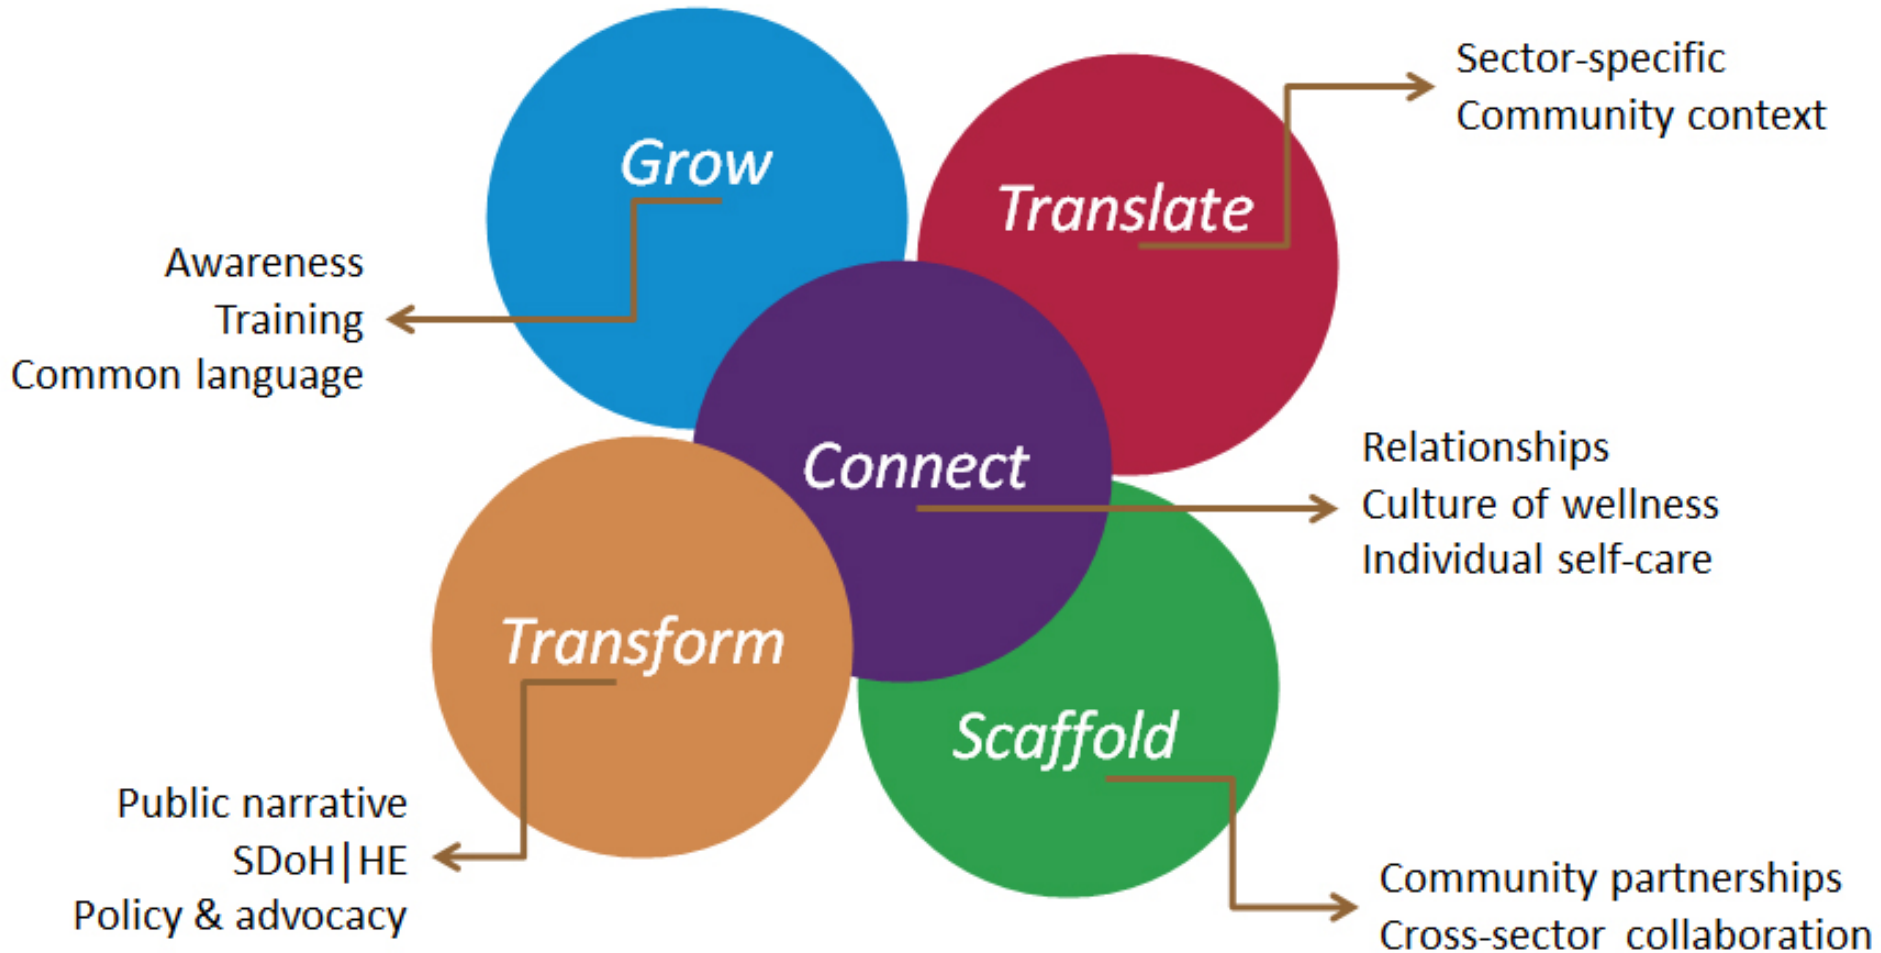 Grow
Awareness
Training
Common language
Translate
Sector-specific
Community context
Connect
Relationships
Culture of wellness
Individual self-care
Transform
Public narrative
SDoH|HE
Policy & advocacy
Scaffold
Community partnerships
Cross-sector collaboration